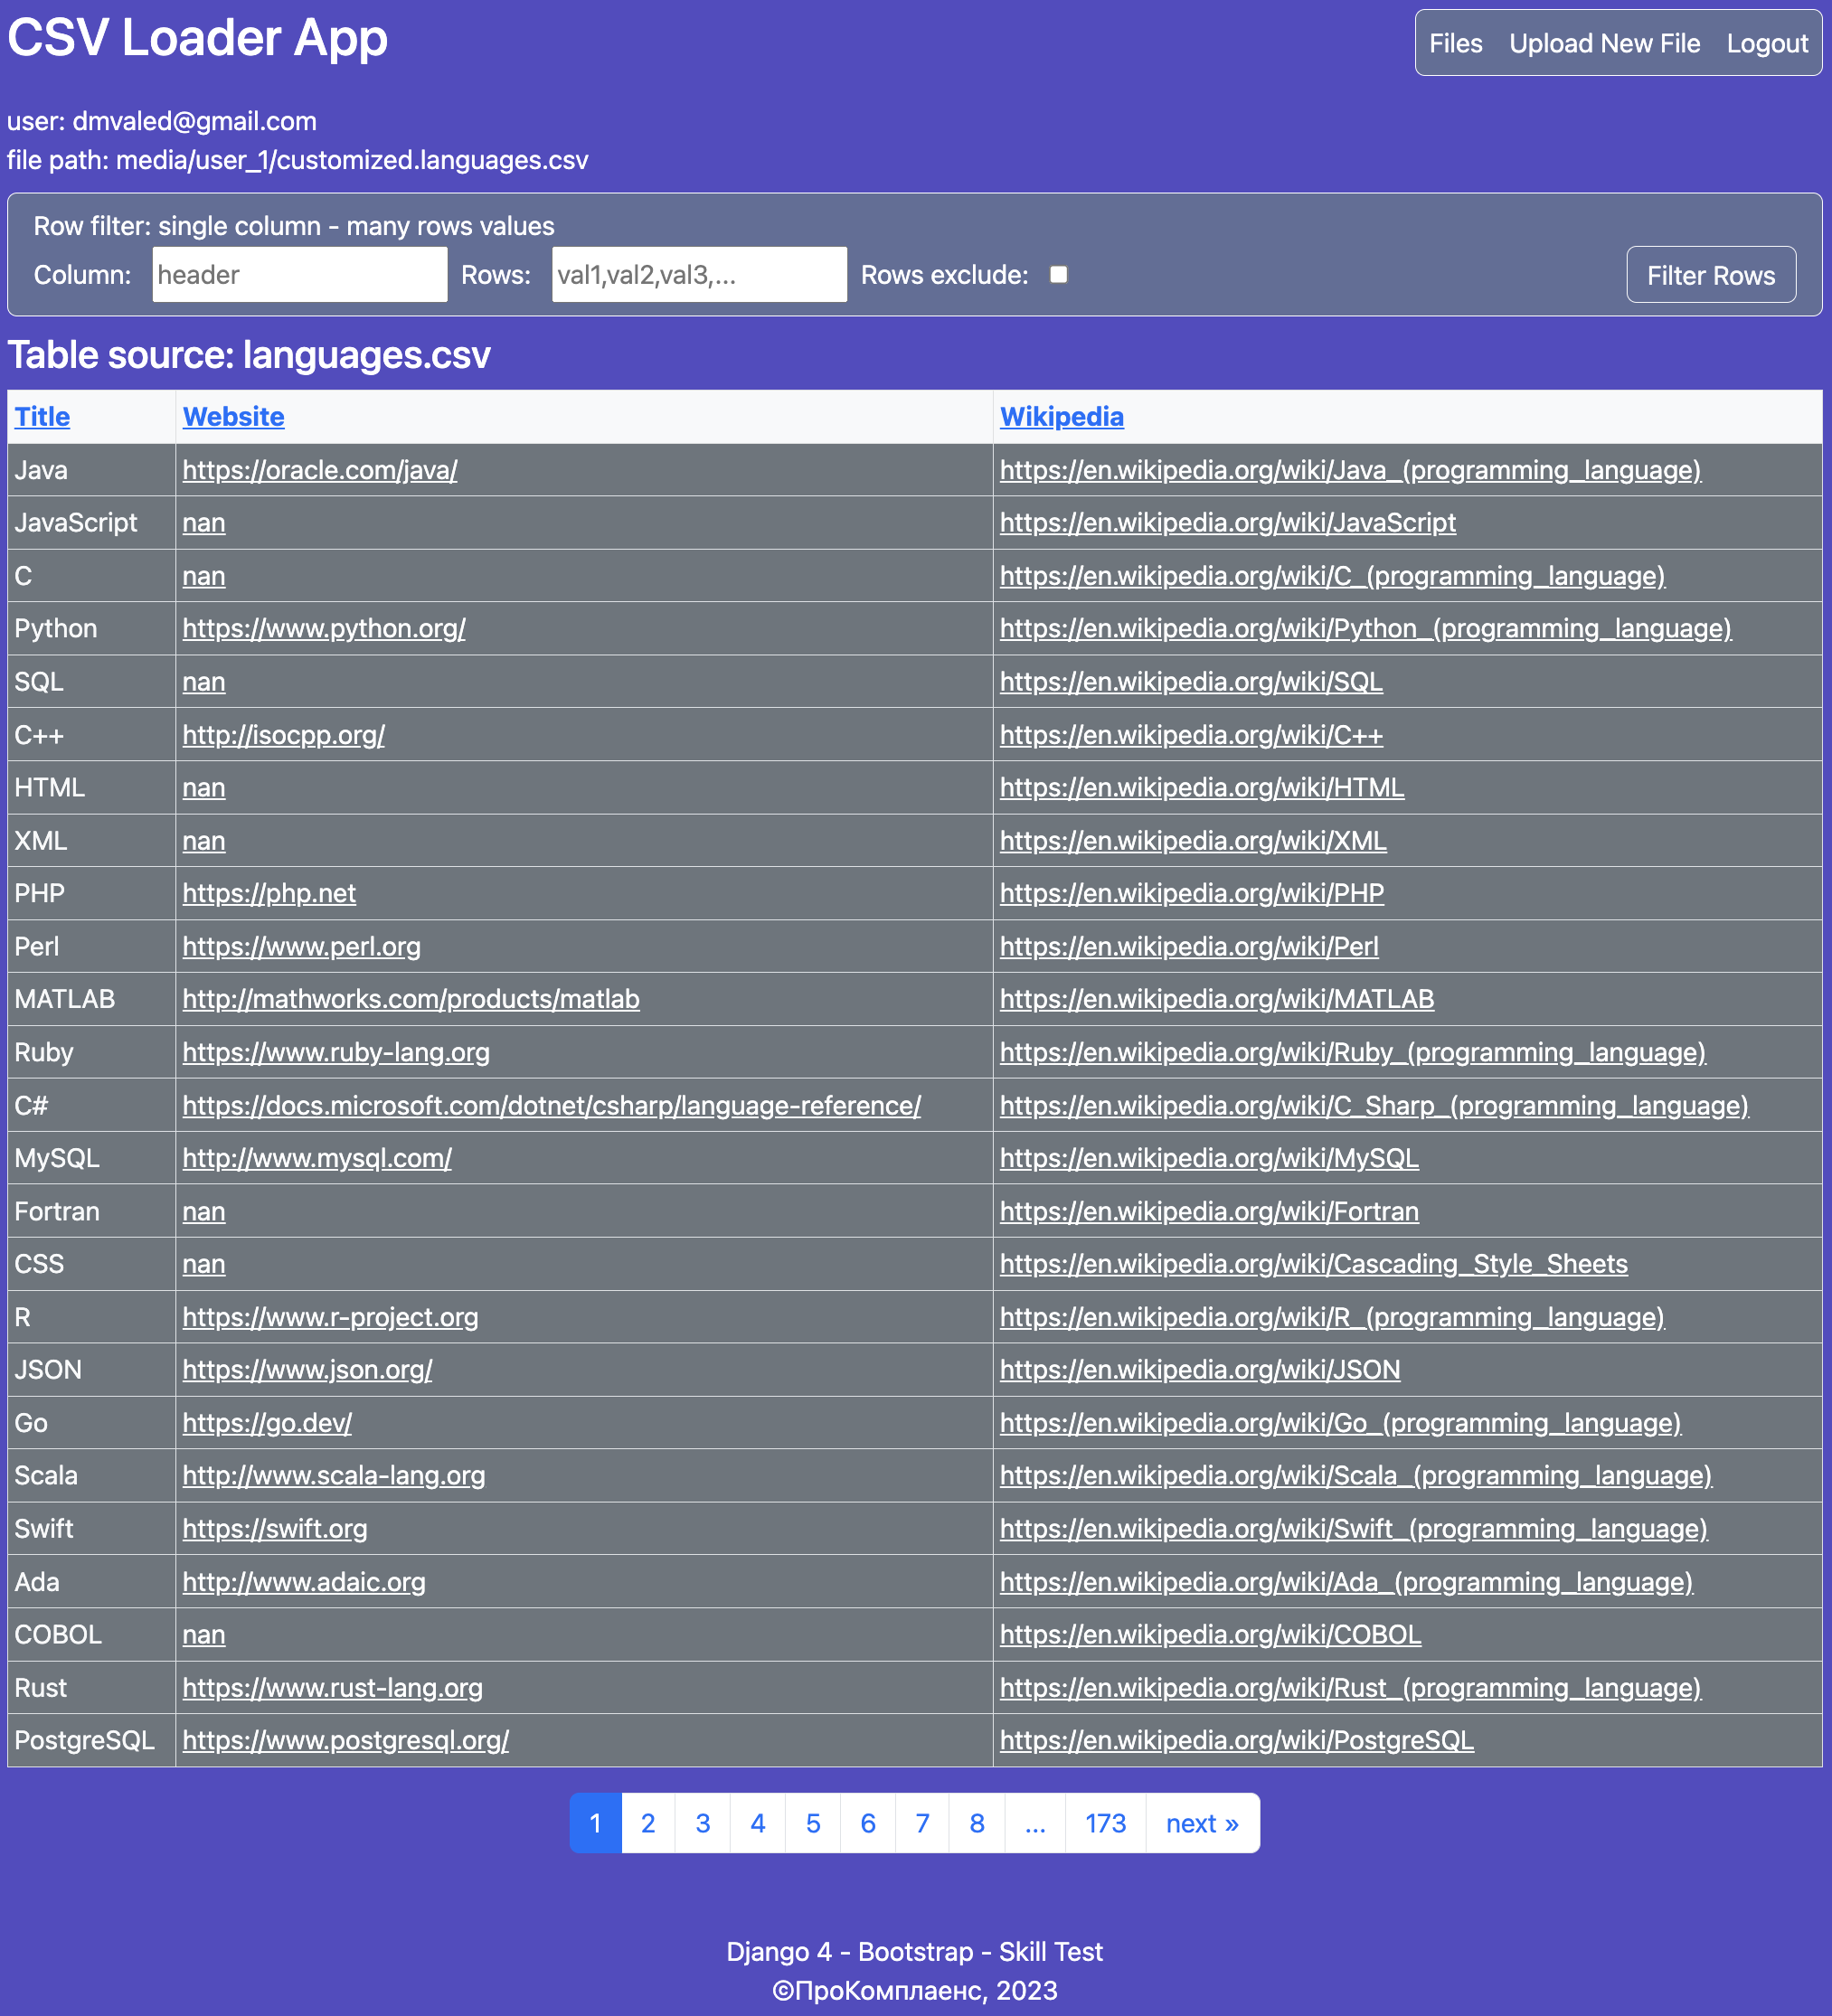 CSV Loader App
Files Upload New File Logout
user: dmvaled@gmail.com
file path: media/user_1/customized.languages.csv
Row filter: single column - many rows values
Column: header Rows: val1,val2,val3,... Rows exclude: Filter Rows
Table source: languages.csv
Title Website Wikipedia
Java https://oracle.com/java/ https://en.wikipedia.org/wiki/Java_(programming_language)
JavaScript nan https://en.wikipedia.org/wiki/JavaScript
C nan https://en.wikipedia.org/wiki/C_(programming_language)
Python https://www.python.org/ https://en.wikipedia.org/wiki/Python_(programming_language)
SQL nan https://en.wikipedia.org/wiki/SQL
C++ http://isocpp.org/ https://en.wikipedia.org/wiki/C++
HTML nan https://en.wikipedia.org/wiki/HTML
XML nan https://en.wikipedia.org/wiki/XML
PHP https://php.net https://en.wikipedia.org/wiki/PHP
Perl https://www.perl.org https://en.wikipedia.org/wiki/Perl
MATLAB http://mathworks.com/products/matlab https://en.wikipedia.org/wiki/MATLAB
Ruby https://www.ruby-lang.org https://en.wikipedia.org/wiki/Ruby_(programming_language)
C# https://docs.microsoft.com/dotnet/csharp/language-reference/ https://en.wikipedia.org/wiki/C_Sharp_(programming_language)
MySQL http://www.mysql.com/ https://en.wikipedia.org/wiki/MySQL
Fortran nan https://en.wikipedia.org/wiki/Fortran
CSS nan https://en.wikipedia.org/wiki/Cascading_Style_Sheets
R https://www.r-project.org https://en.wikipedia.org/wiki/R_(programming_language)
JSON https://www.json.org/ https://en.wikipedia.org/wiki/JSON
Go https://go.dev/ https://en.wikipedia.org/wiki/Go_(programming_language)
Scala http://www.scala-lang.org https://en.wikipedia.org/wiki/Scala_(programming_language)
Swift https://swift.org https://en.wikipedia.org/wiki/Swift_(programming_language)
Ada http://www.adaic.org https://en.wikipedia.org/wiki/Ada_(programming_language)
COBOL nan https://en.wikipedia.org/wiki/COBOL
Rust https://www.rust-lang.org https://en.wikipedia.org/wiki/Rust_(programming_language)
PostgreSQL https://www.postgresql.org/ https://en.wikipedia.org/wiki/PostgreSQL
1 2 3 4 5 6 7 8 ... 173 next »
Django 4 - Bootstrap - Skill Test
©ПроКомплаенс, 2023